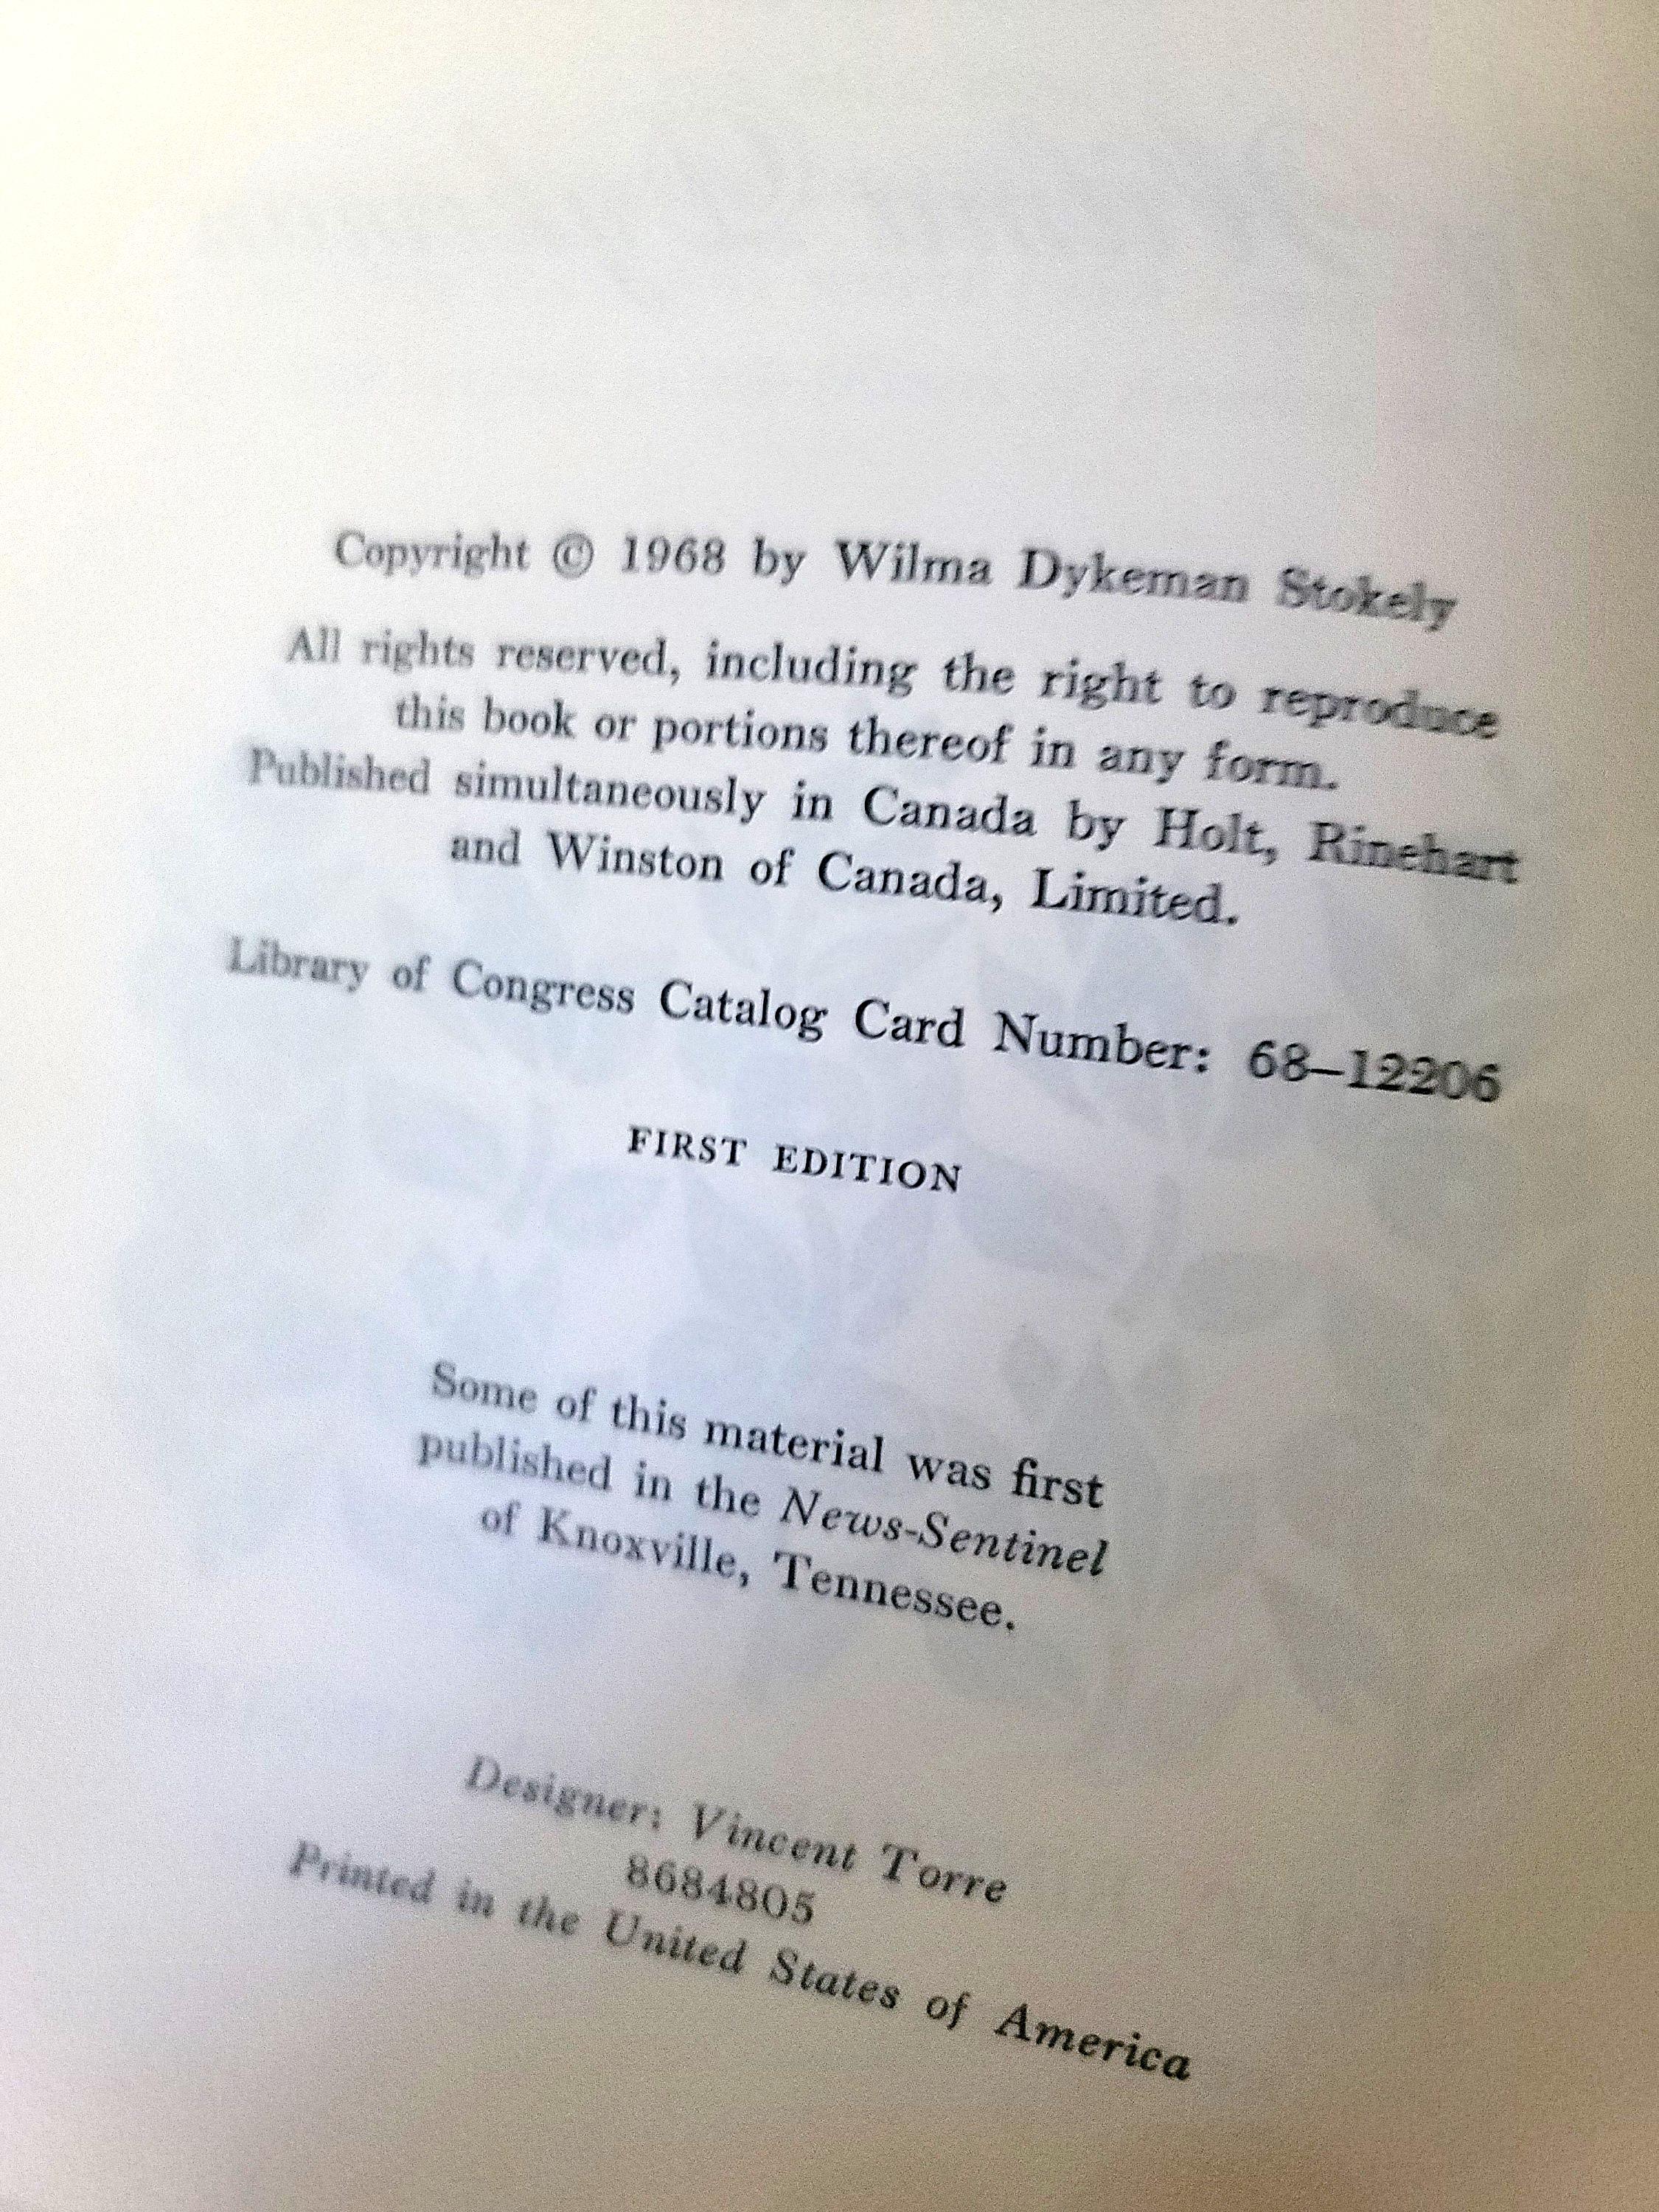 Copyright © 1968 by Wilma Dykeman Stokely
All rights reserved, including the right to reproduce
this book or portions thereof in any form.
Published simultaneously in Canada by Holt, Rinehart
and Winston of Canada, Limited.
Library of Congress Catalog Card Number: 68–12206
FIRST EDITION
Some of this material was first
published in the News-Sentinel
of Knoxville, Tennessee.
Designer: Vincent Torre
8684805
Printed in the United States of America